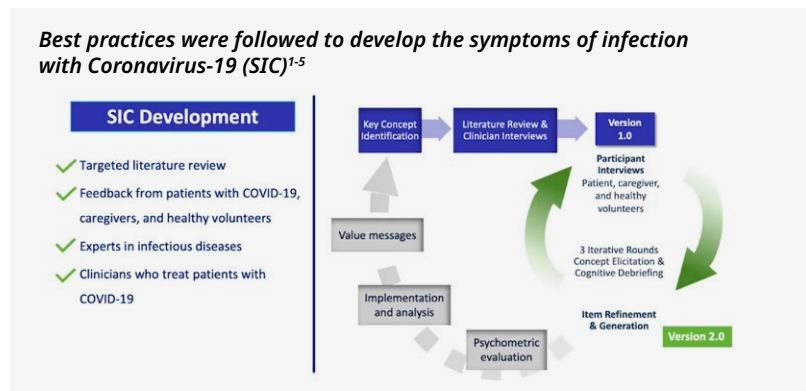 Best practices were followed to develop the symptoms of infection
with Coronavirus-19 (SIC)1-5
SIC Development
Targeted literature review
Feedback from patients with COVID-19,
caregivers, and healthy volunteers
Experts in infectious diseases
Clinicians who treat patients with
COVID-19
Key Concept
Identification
Literature Review &
Clinician Interviews
Version
1.0
Participant
Interviews
Patient, caregiver,
and healthy
volunteers
3 Iterative Rounds
Concept Elicitation &
Cognitive Debriefing
Item Refinement
& Generation
Version 2.0
Psychometric
evaluation
Implementation
and analysis
Value messages